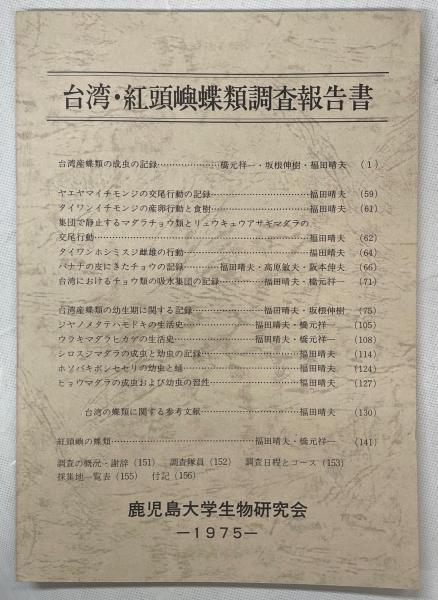 台湾・紅頭嶼蝶類調査報告書
台湾産蝶類の成虫の記録……………………橋元祥一・坂根伸樹・福田晴夫 (1)
ヤエヤマイチモンジの交尾行動の記録……………………………福田晴夫 (59)
タイワンイチモンジの産卵行動と食樹……………………………福田晴夫 (61)
集団で静止するマダラチョウ類とリュウキュウアサギマダラの
交尾行動……………………………………………………………福田晴夫 (62)
タイワンホシミスジ雌雄の行動……………………………………福田晴夫 (64)
バナナの皮にきたチョウの記録…………福田晴夫・高原敏夫・阪本伸夫 (66)
台湾におけるチョウ類の吸水集団の記録…………福田晴夫・橋元祥一 (71)
台湾産蝶類の幼生期に関する記録……………福田晴夫・坂根伸樹 (75)
ジャノメタテハモドキの生活史……………………福田晴夫・橋元祥一 (105)
ウラキマダラヒカゲの生活史………………………福田晴夫・橋元祥一 (108)
シロスジマダラの成虫と幼虫の記録………………………………福田晴夫 (114)
ホソバキボシセセリの幼虫と蛹……………………………………福田晴夫 (124)
ヒョウマダラの成虫および幼虫の習性……………………………福田晴夫 (127)
台湾の蝶類に関する参考文献……………………………福田晴夫 (130)
紅頭嶼の蝶類…………………………………………福田晴夫・橋元祥一 (141)
調査の概況・謝辞 (151) 調査隊員 (152) 調査日程とコース (153)
採集地一覧表 (155) 付記 (156)
鹿児島大学生物研究会
—1975—